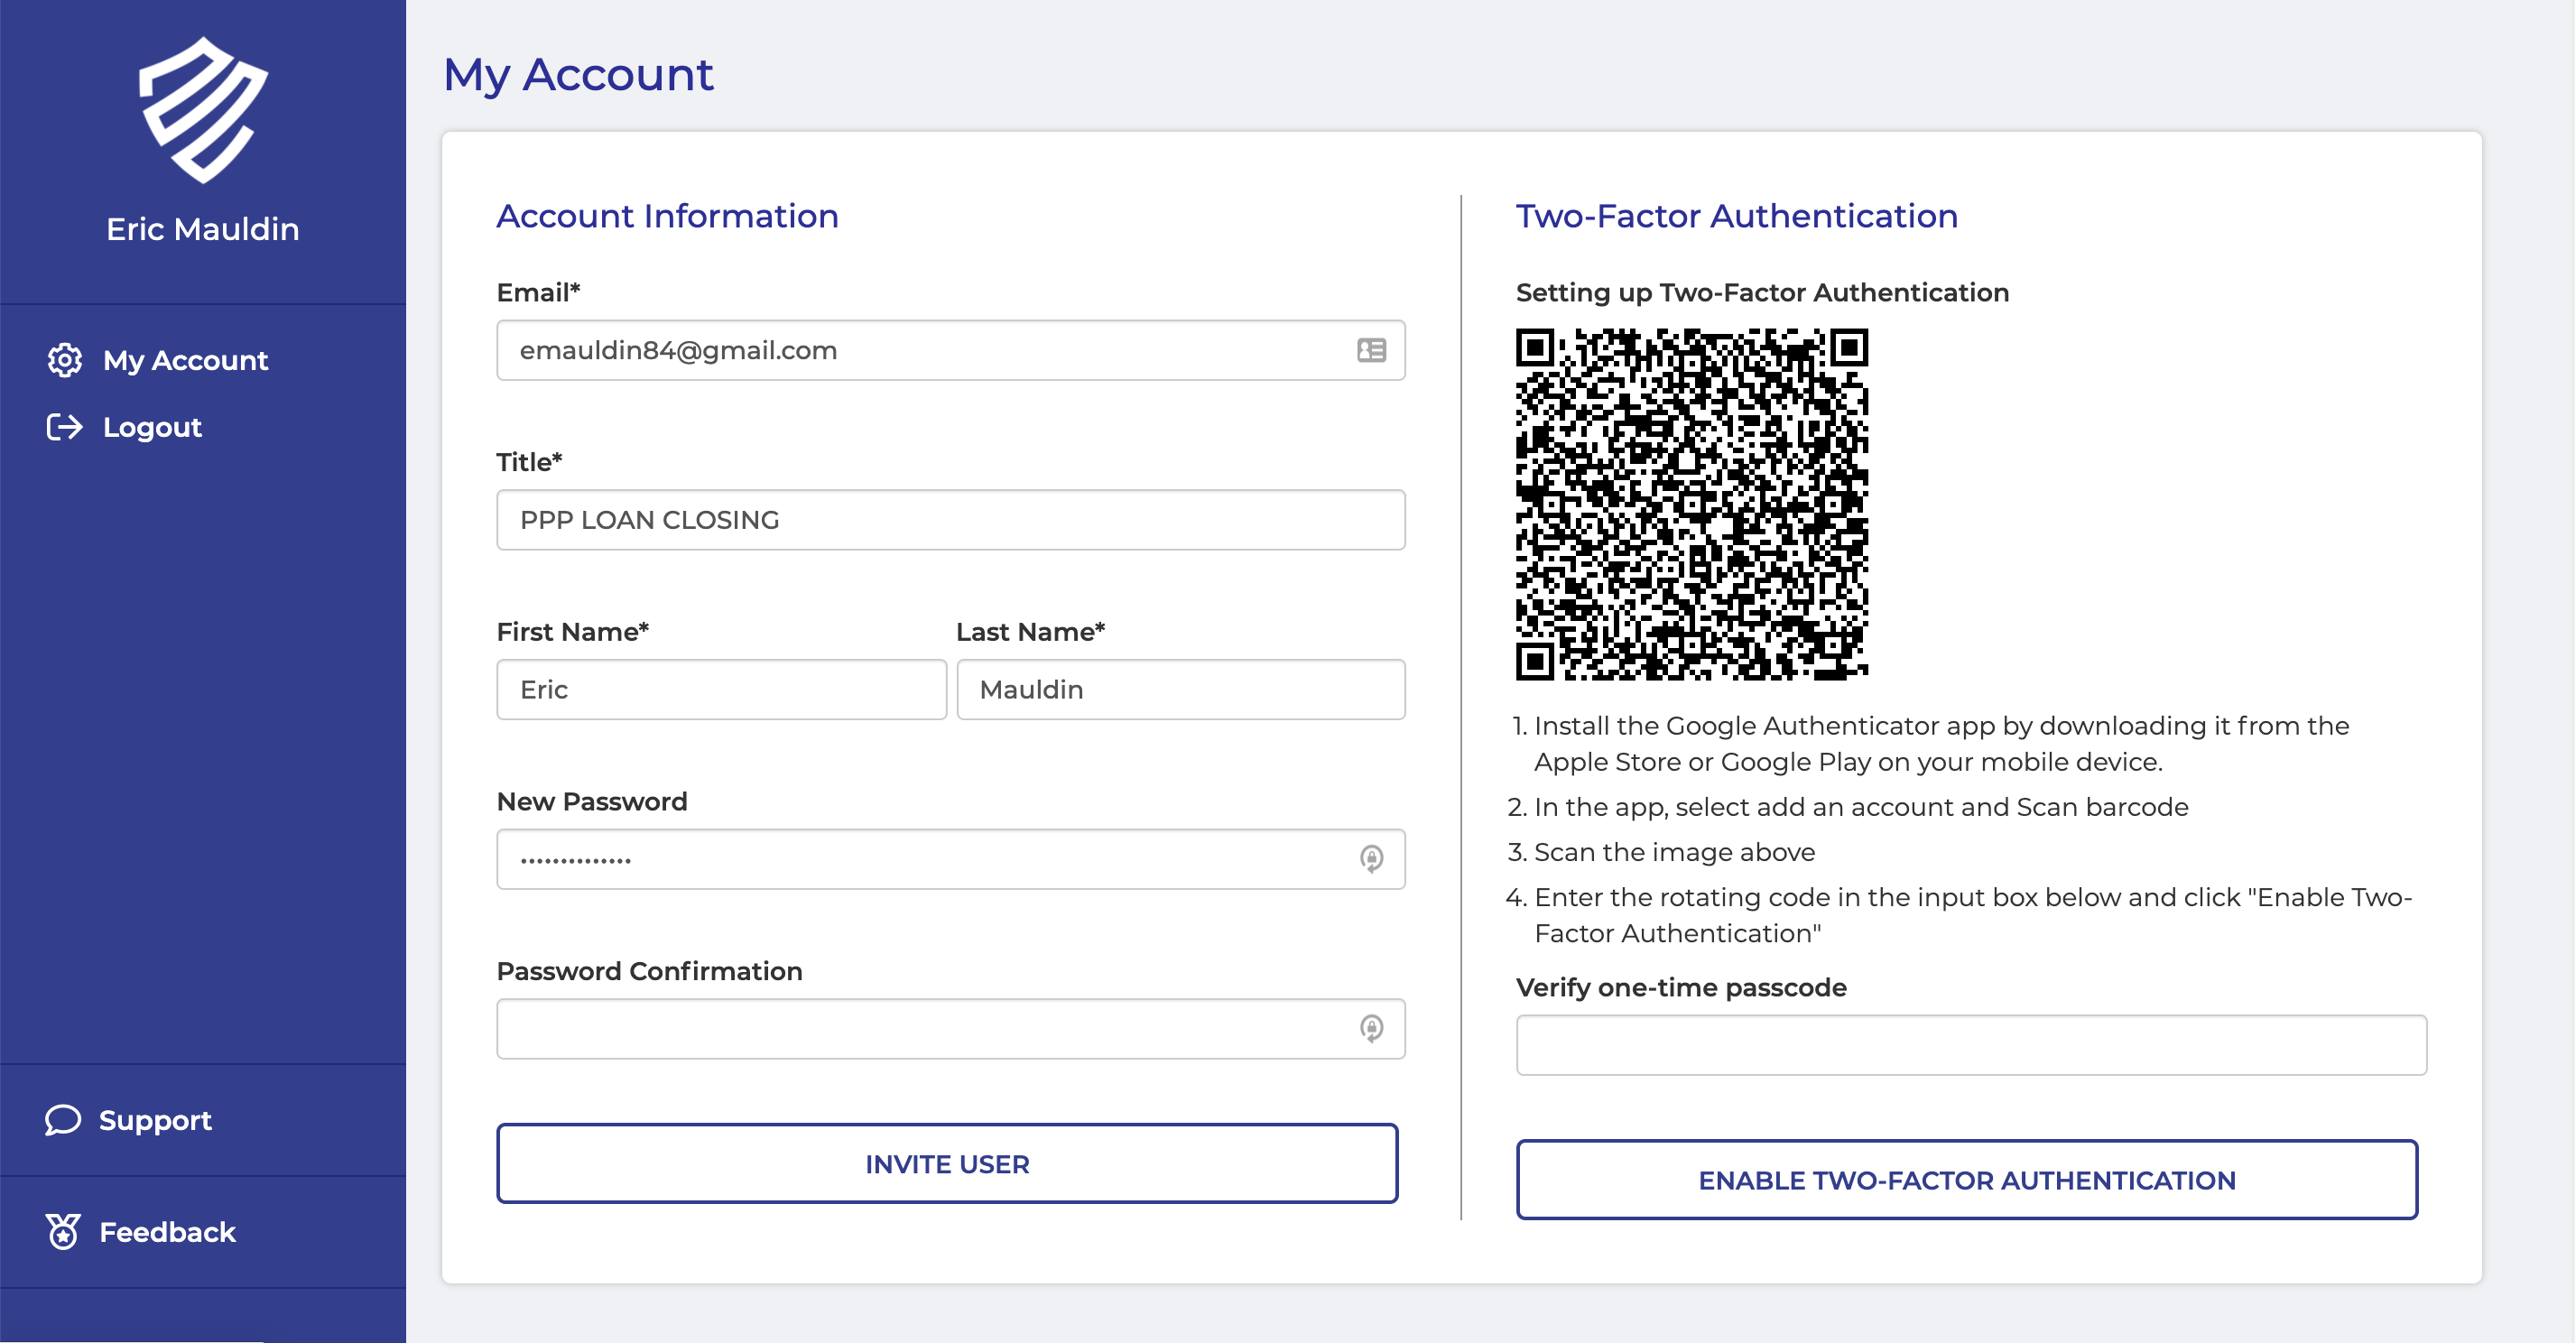 Eric Mauldin
My Account
Logout
Support
Feedback
My Account
Account Information
Email*
emauldin84@gmail.com
Title*
PPP LOAN CLOSING
First Name*
Last Name*
Eric
Mauldin
New Password
••••••••••••••
Password Confirmation
INVITE USER
Two-Factor Authentication
Setting up Two-Factor Authentication
1. Install the Google Authenticator app by downloading it from the
Apple Store or Google Play on your mobile device.
2. In the app, select add an account and Scan barcode
3. Scan the image above
4. Enter the rotating code in the input box below and click "Enable Two-
Factor Authentication"
Verify one-time passcode
ENABLE TWO-FACTOR AUTHENTICATION